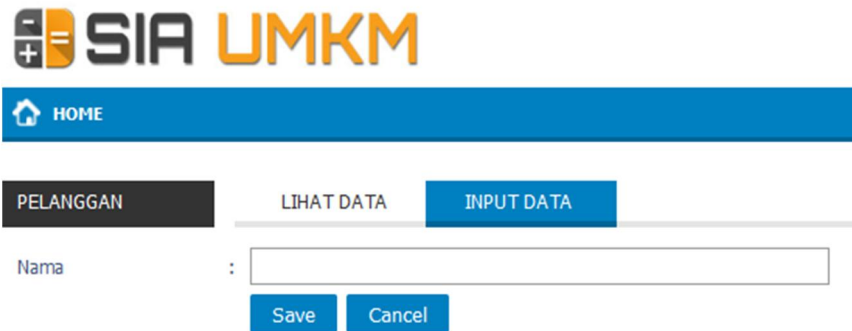 SIA UMKM
HOME
PELANGGAN LIHAT DATA INPUT DATA
Nama :
Save Cancel